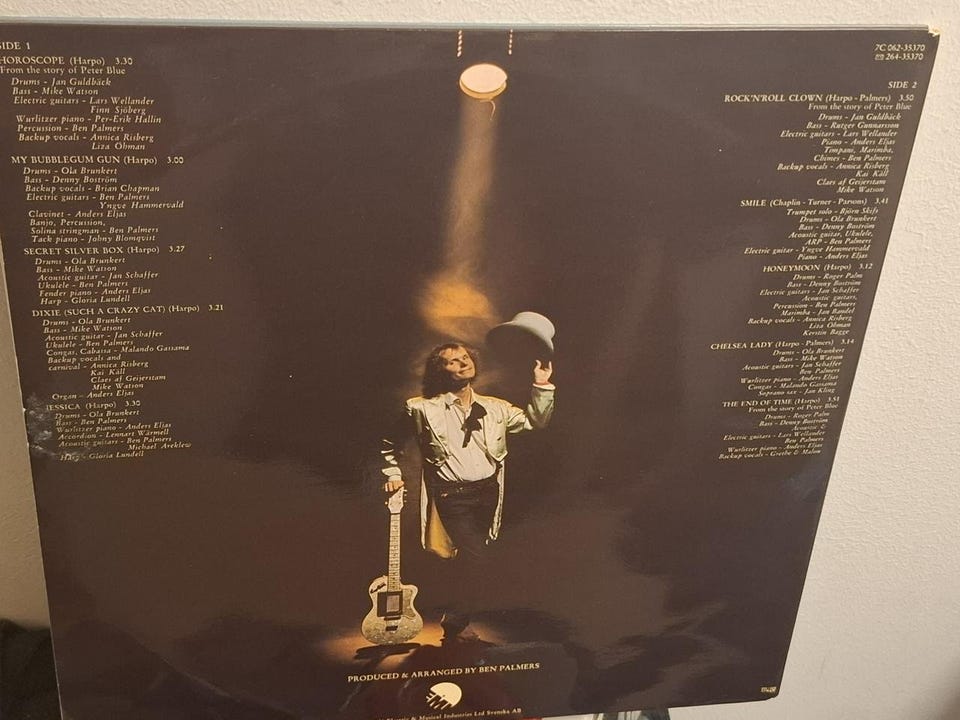 SIDE 1
HOROSCOPE (Harpo) 3.30
From the story of Peter Blue
Drums - Jan Guldbäck
Bass - Mike Watson
Electric guitars - Lars Wellander
Finn Sjöberg
Wurlitzer piano - Per-Erik Hallin
Percussion - Ben Palmers
Backup vocals - Annica Risberg
Liza Öhman
MY BUBBLEGUM GUN (Harpo) 3.00
Drums - Ola Brunkert
Bass - Denny Boström
Backup vocals - Brian Chapman
Electric guitars - Ben Palmers
Yngve Hammervald
Clavinet - Anders Eljas
Banjo, Percussion,
Solina stringman - Ben Palmers
Tack piano - Johny Blomqvist
SECRET SILVER BOX (Harpo) 3.27
Drums - Ola Brunkert
Bass - Mike Watson
Acoustic guitar - Jan Schaffer
Ukulele - Ben Palmers
Fender piano - Anders Eljas
Harp - Gloria Lundell
DIXIE (SUCH A CRAZY CAT) (Harpo) 3.21
Drums - Ola Brunkert
Bass - Mike Watson
Acoustic guitar - Jan Schaffer
Ukulele - Ben Palmers
Congas, Cabassa - Malando Gassama
Backup vocals and
carnival - Annica Risberg
Kai Käll
Claes af Geijerstam
Mike Watson
Organ - Anders Eljas
JESSICA (Harpo) 3.30
Drums - Ola Brunkert
Bass - Ben Palmers
Wurlitzer piano - Anders Eljas
Accordion - Lennart Wärmell
Acoustic guitars - Ben Palmers
Michael Areklew
Harp - Gloria Lundell
7C 062-35370
264-35370
SIDE 2
ROCK'N'ROLL CLOWN (Harpo - Palmers) 3.50
From the story of Peter Blue
Drums - Jan Guldbäck
Bass - Rutger Gunnarsson
Electric guitars - Lars Wellander
Piano - Anders Eljas
Timpani, Marimba,
Chimes - Ben Palmers
Backup vocals - Annica Risberg
Kai Käll
Claes af Geijerstam
Mike Watson
SMILE (Chaplin - Turner - Parsons) 3.41
Trumpet solo - Björn Skifs
Drums - Ola Brunkert
Bass - Denny Boström
Acoustic guitar, Ukulele,
ARP - Ben Palmers
Electric guitar - Yngve Hammervald
Piano - Anders Eljas
HONEYMOON (Harpo) 3.12
Drums - Roger Palm
Bass - Denny Boström
Electric guitars - Jan Schaffer
Acoustic guitars,
Percussion - Ben Palmers
Marimba - Jan Bandel
Backup vocals - Annica Risberg
Liza Öhman
Kerstin Bagge
CHELSEA LADY (Harpo - Palmers) 3.14
Drums - Ola Brunkert
Bass - Mike Watson
Acoustic guitars - Jan Schaffer
Ben Palmers
Wurlitzer piano - Anders Eljas
Congas - Malando Gassama
Soprano sax - Jan Kling
THE END OF TIME (Harpo) 3.51
From the story of Peter Blue
Drums - Roger Palm
Bass - Denny Boström
Acoustic &
Electric guitars - Lars Wellander
Ben Palmers
Wurlitzer piano - Anders Eljas
Backup vocals - Grethe & Malou
PRODUCED & ARRANGED BY BEN PALMERS
EMI
Electric & Musical Industries Ltd Svenska AB